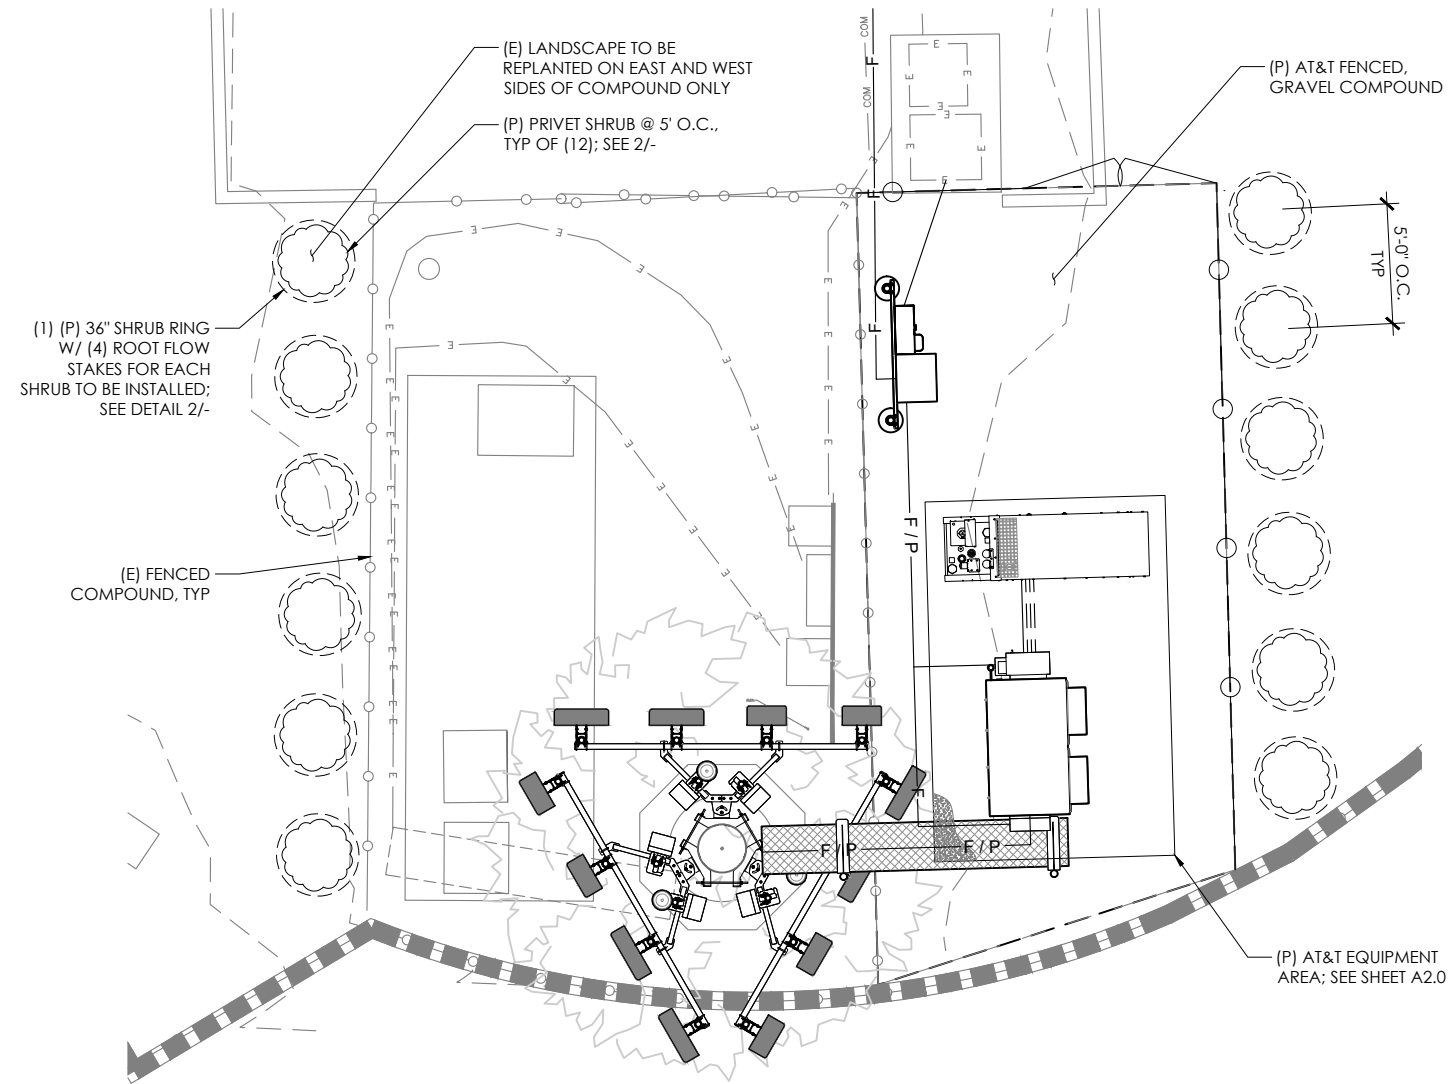 (E) LANDSCAPE TO BE
REPLANTED ON EAST AND WEST
SIDES OF COMPOUND ONLY
(P) PRIVET SHRUB @ 5' O.C.,
TYP OF (12); SEE 2/-
(P) AT&T FENCED,
GRAVEL COMPOUND
COM
F
COM
E
E
E
E
E
E
E
E
E
F
F
E
E
E
E
E
5'-0" O.C.
TYP
(1) (P) 36" SHRUB RING
W/ (4) ROOT FLOW
STAKES FOR EACH
SHRUB TO BE INSTALLED;
SEE DETAIL 2/-
E
E
F
E
E
E
E
E
E
E
E
E
F / P
(E) FENCED
COMPOUND, TYP
E
E
E
E
E
F
F / P
F / P
(P) AT&T EQUIPMENT
AREA; SEE SHEET A2.0